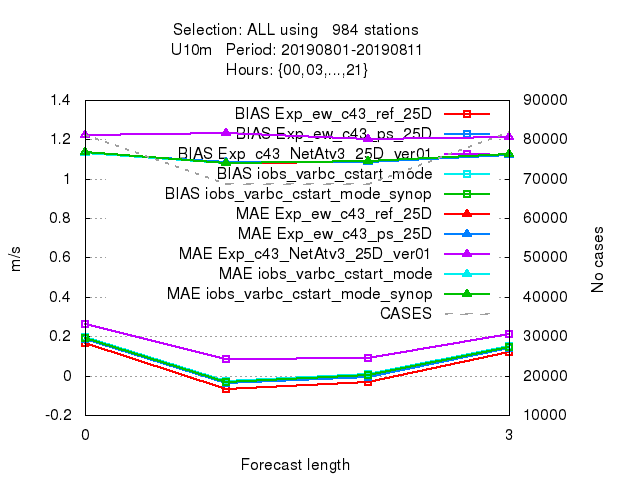 Selection: ALL using 984 stations
U10m Period: 20190801-20190811
Hours: {00,03,...,21}
1.4
1.2
1
0.8
0.6
0.4
0.2
0
-0.2
m/s
90000
80000
70000
60000
50000
40000
30000
20000
10000
No cases
BIAS Exp_ew_c43_ref_25D
BIAS Exp_ew_c43_ps_25D
BIAS Exp_c43_NetAtv3_25D_ver01
BIAS iobs_varbc_cstart_mode
BIAS iobs_varbc_cstart_mode_synop
MAE Exp_ew_c43_ref_25D
MAE Exp_ew_c43_ps_25D
MAE Exp_c43_NetAtv3_25D_ver01
MAE iobs_varbc_cstart_mode
MAE iobs_varbc_cstart_mode_synop
CASES
0
3
Forecast length